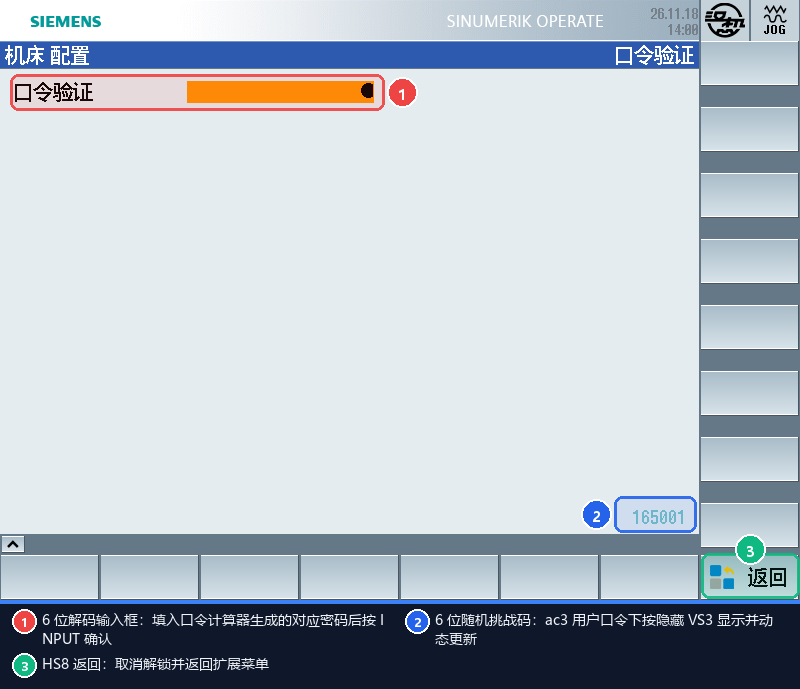 SIEMENS
SINUMERIK OPERATE
26.11.18
14:00
JOG
机床 配置
口令验证
口令验证
1
2
165001
3
返回
1 6 位解码输入框：填入口令计算器生成的对应密码后按 I
NPUT 确认
2 6 位随机挑战码：ac3 用户口令下按隐藏 VS3 显示并动
态更新
3 HS8 返回：取消解锁并返回扩展菜单